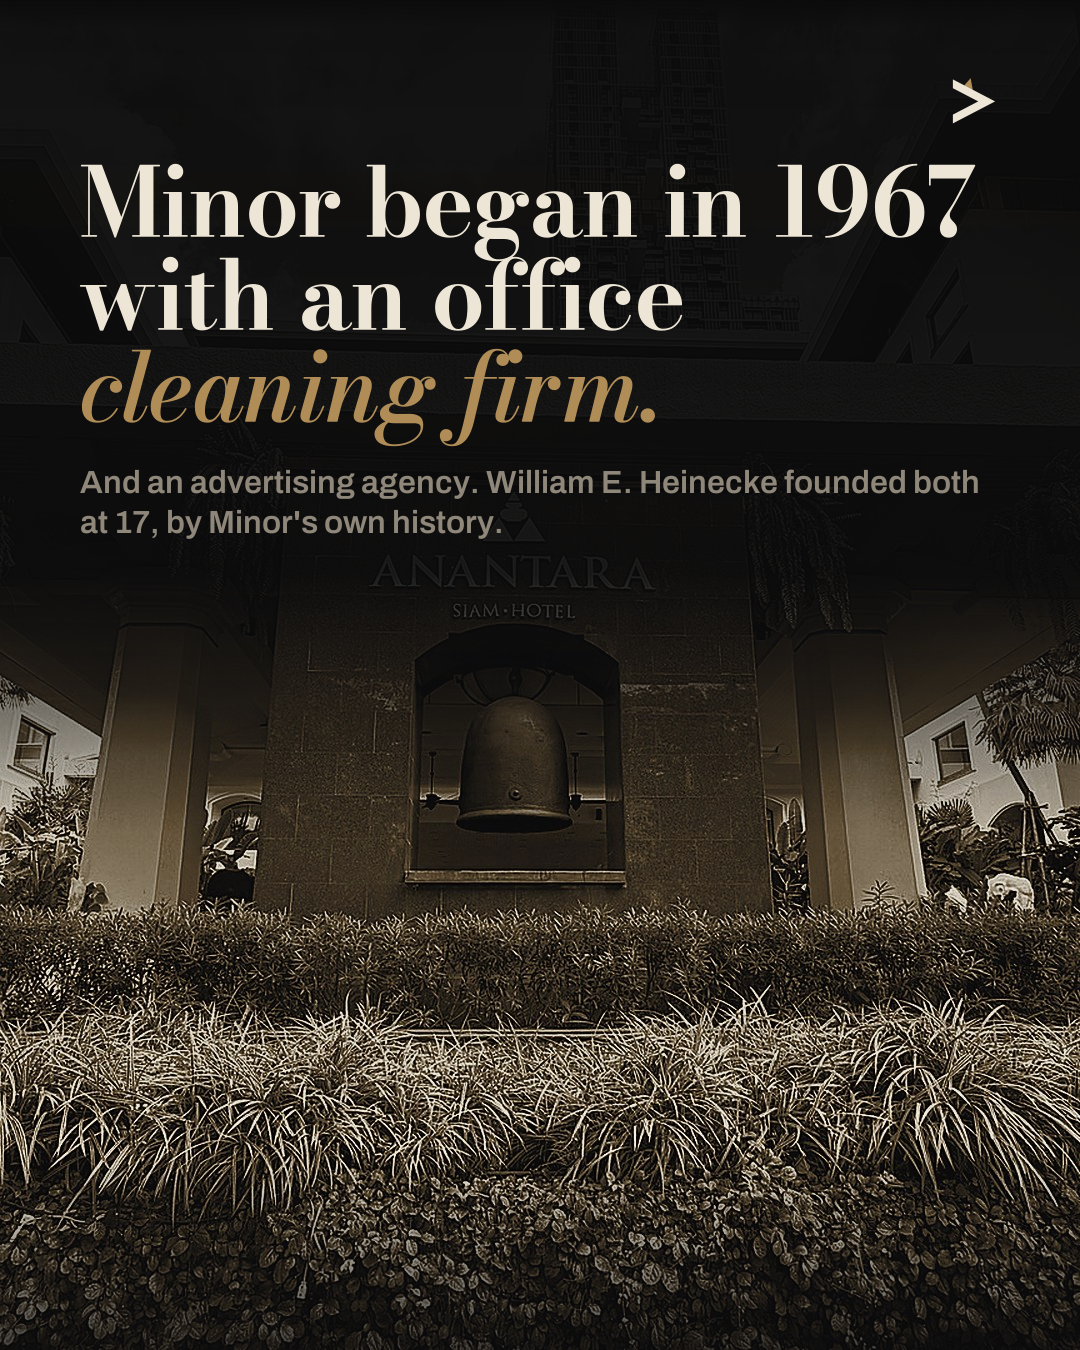 Minor began in 1967
with an office
cleaning firm.
And an advertising agency. William E. Heinecke founded both
at 17, by Minor's own history.
ANANTARA
SIAM•HOTEL